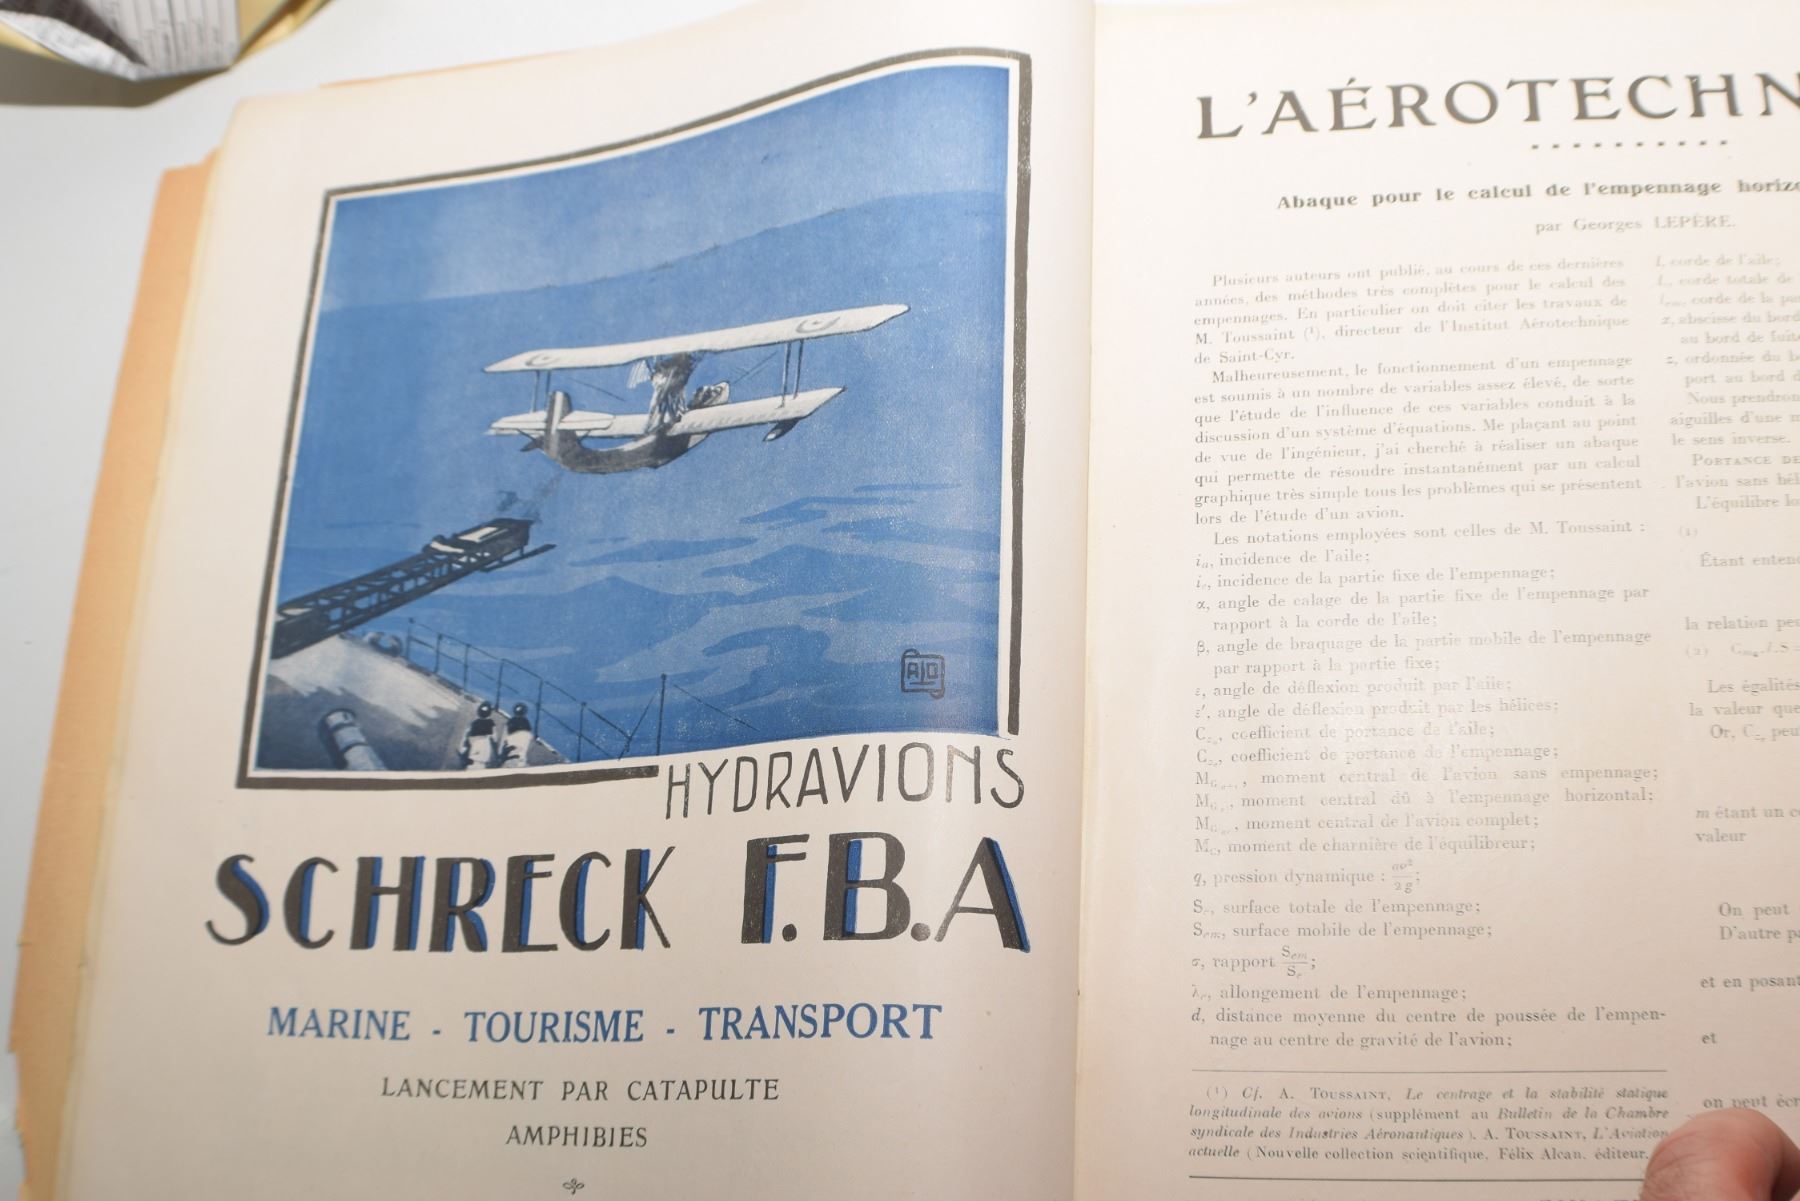 ALO
HYDRAVIONS
SCHRECK F.B.A
MARINE - TOURISME - TRANSPORT
LANCEMENT PAR CATAPULTE
AMPHIBIES
L'AÉROTECHN
Abaque pour le calcul de l'empennage
par Georges LEPÈRE.
Plusieurs auteurs ont publié, au cours de ces dernières
années, des méthodes très complètes pour le calcul des
empennages. En particulier on doit citer les travaux de
M. Toussaint (¹), directeur de l'Institut Aérotechnique
de Saint-Cyr.
Malheureusement, le fonctionnement d'un empennage
est soumis à un nombre de variables assez élevé, de sorte
que l'étude de l'influence de ces variables conduit à la
discussion d'un système d'équations. Me plaçant au point
de vue de l'ingénieur, j'ai cherché à réaliser un abaque
qui permette de résoudre instantanément par un calcul
graphique très simple tous les problèmes qui se présentent
lors de l'étude d'un avion.
Les notations employées sont celles de M. Toussaint :
iₐ, incidence de l'aile;
iₑ, incidence de la partie fixe de l'empennage;
α, angle de calage de la partie fixe de l'empennage par
rapport à la corde de l'aile;
β, angle de braquage de la partie mobile de l'empennage
par rapport à la partie fixe;
ε, angle de déflexion produit par l'aile;
ε', angle de déflexion produit par les hélices;
coefficient de portance de l'aile;
coefficient de portance de l'empennage;
moment central de l'avion sans empennage;
moment central dû à l'empennage horizontal;
moment central de l'avion complet;
moment de charnière de l'équilibreur;
q, pression dynamique : av²/2g;
Sₑ, surface totale de l'empennage;
Sₑₘ, surface mobile de l'empennage;
σ, rapport Sₑₘ/Sₑ;
λₑ, allongement de l'empennage;
d, distance moyenne du centre de poussée de l'empen-
nage au centre de gravité de l'avion;
(¹) Cf. A. TOUSSAINT, Le centrage et la stabilité statique
longitudinale des avions (supplément au Bulletin de la Chambre
syndicale des Industries Aéronautiques). A. TOUSSAINT, L'Aviation
actuelle (Nouvelle collection scientifique, Félix Alcan, éditeur.
l, corde de l'aile;
L, corde totale de
corde de la
x, abscisse du bord
au bord de fuite
z, ordonnée du
port au bord
Nous
aiguilles d'une
le sens inverse.
PORTANCE DE
l'avion sans
L'équilibre
(1)
Étant
la relation
(2)
Les égalités
la valeur que
Or,
m étant un
valeur
On peut
D'autre
et en posant
et
on peut